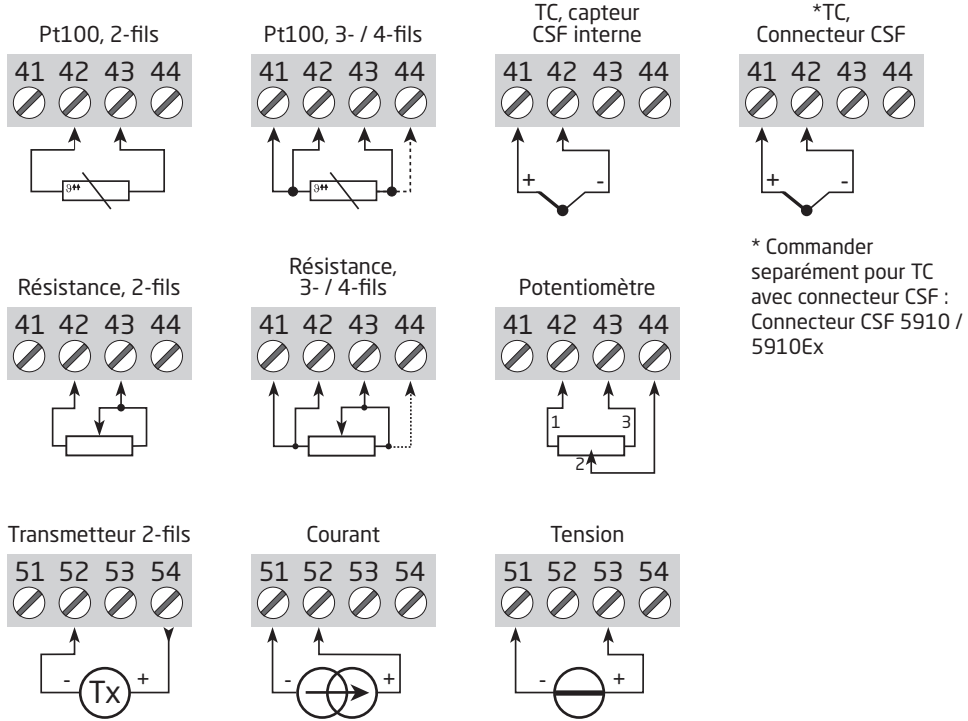 Pt100, 2-fils
41 42 43 44
Pt100, 3- / 4-fils
41 42 43 44
TC, capteur
CSF interne
41 42 43 44
+ -
*TC,
Connecteur CSF
41 42 43 44
+ -
* Commander
separément pour TC
avec connecteur CSF :
Connecteur CSF 5910 /
5910Ex
Résistance, 2-fils
41 42 43 44
Résistance,
3- / 4-fils
41 42 43 44
Potentiomètre
41 42 43 44
1 3
2
Transmetteur 2-fils
51 52 53 54
- Tx +
Courant
51 52 53 54
- +
Tension
51 52 53 54
- +